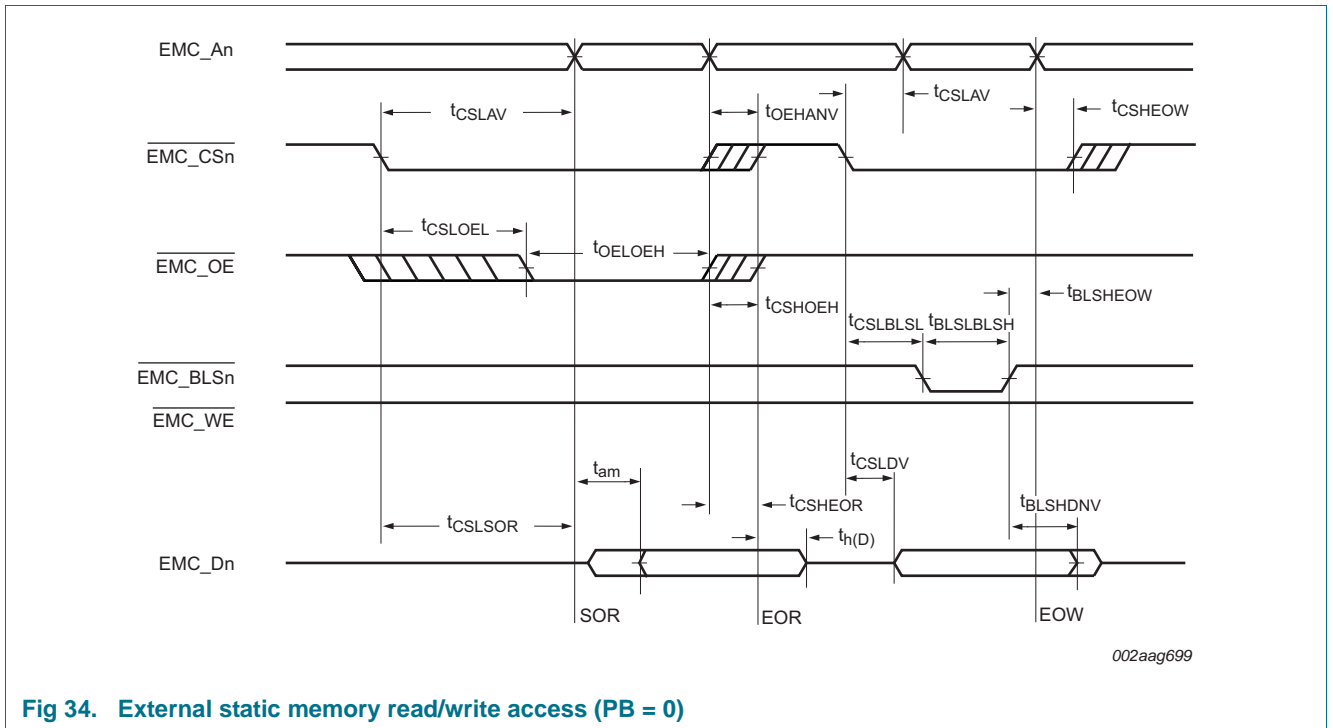 EMC_An
tCSLAV
tOEHANV
tCSLAV
tCSHEOW
EMC_CSn
tCSLOEL
tOELOEH
EMC_OE
tCSHOEH
tBLSHEOW
tCSLBLSL
tBLSLBLSH
EMC_BLSn
EMC_WE
tam
tCSLDV
tCSLSOR
tCSHEOR
tBLSHDNV
th(D)
EMC_Dn
SOR
EOR
EOW
002aag699
Fig 34. External static memory read/write access (PB = 0)